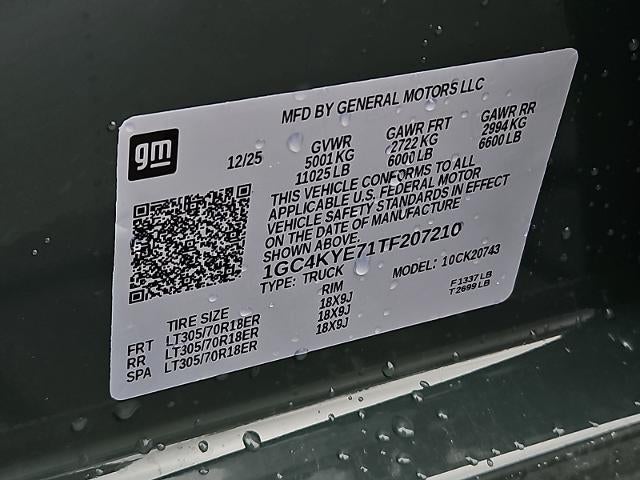 MFD BY GENERAL MOTORS LLC
gm
12/25
GVWR GAWR FRT GAWR RR
5001 KG 2722 KG 2994 KG
11025 LB 6000 LB 6600 LB
THIS VEHICLE CONFORMS TO ALL
APPLICABLE U.S. FEDERAL MOTOR
VEHICLE SAFETY STANDARDS IN EFFECT
ON THE DATE OF MANUFACTURE
SHOWN ABOVE.
1GC4KYE71TF207210
TYPE: TRUCK MODEL: 10CK20743
TIRE SIZE RIM F1337 LB
FRT LT305/70R18ER 18X9J T2699 LB
RR LT305/70R18ER 18X9J
SPA LT305/70R18ER 18X9J